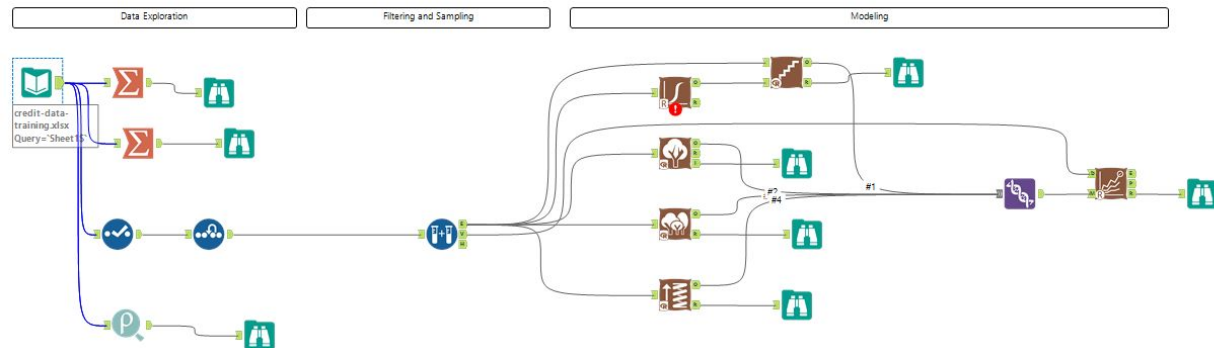 Data Exploration
Filtering and Sampling
Modeling
credit-data-
training.xlsx
Query=`Sheet1$`
#1
#2
#4